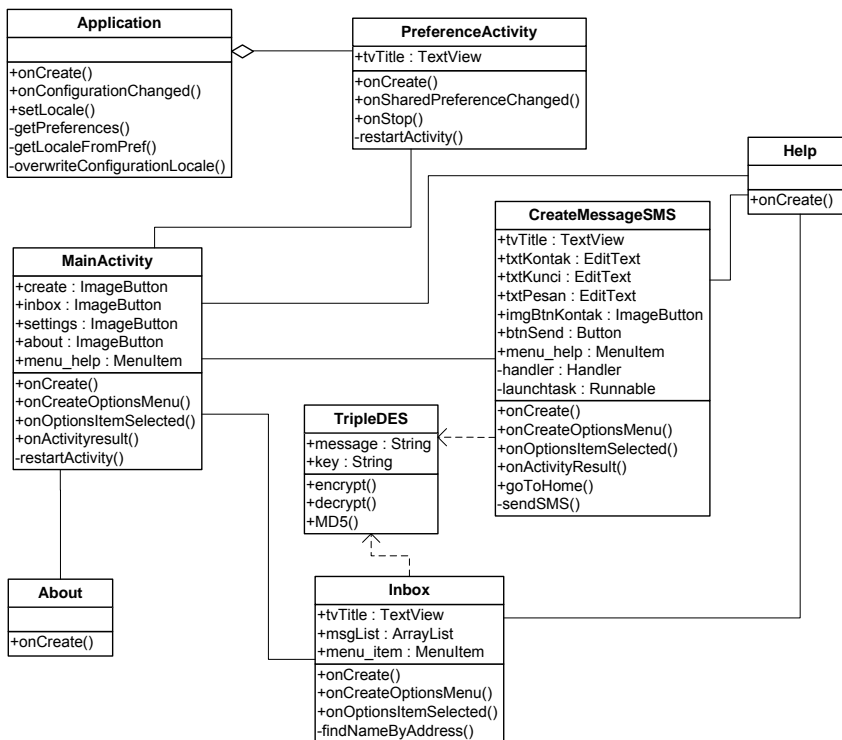 Application
+onCreate()
+onConfigurationChanged()
+setLocale()
-getPreferences()
-getLocaleFromPref()
-overwriteConfigurationLocale()
PreferenceActivity
+tvTitle : TextView
+onCreate()
+onSharedPreferenceChanged()
+onStop()
-restartActivity()
Help
+onCreate()
CreateMessageSMS
+tvTitle : TextView
+txtKontak : EditText
+txtKunci : EditText
+txtPesan : EditText
+imgBtnKontak : ImageButton
+btnSend : Button
+menu_help : MenuItem
-handler : Handler
-launchtask : Runnable
+onCreate()
+onCreateOptionsMenu()
+onOptionsItemSelected()
+onActivityResult()
+goToHome()
-sendSMS()
MainActivity
+create : ImageButton
+inbox : ImageButton
+settings : ImageButton
+about : ImageButton
+menu_help : MenuItem
+onCreate()
+onCreateOptionsMenu()
+onOptionsItemSelected()
+onActivityresult()
-restartActivity()
TripleDES
+message : String
+key : String
+encrypt()
+decrypt()
+MD5()
About
+onCreate()
Inbox
+tvTitle : TextView
+msgList : ArrayList
+menu_item : MenuItem
+onCreate()
+onCreateOptionsMenu()
+onOptionsItemSelected()
-findNameByAddress()